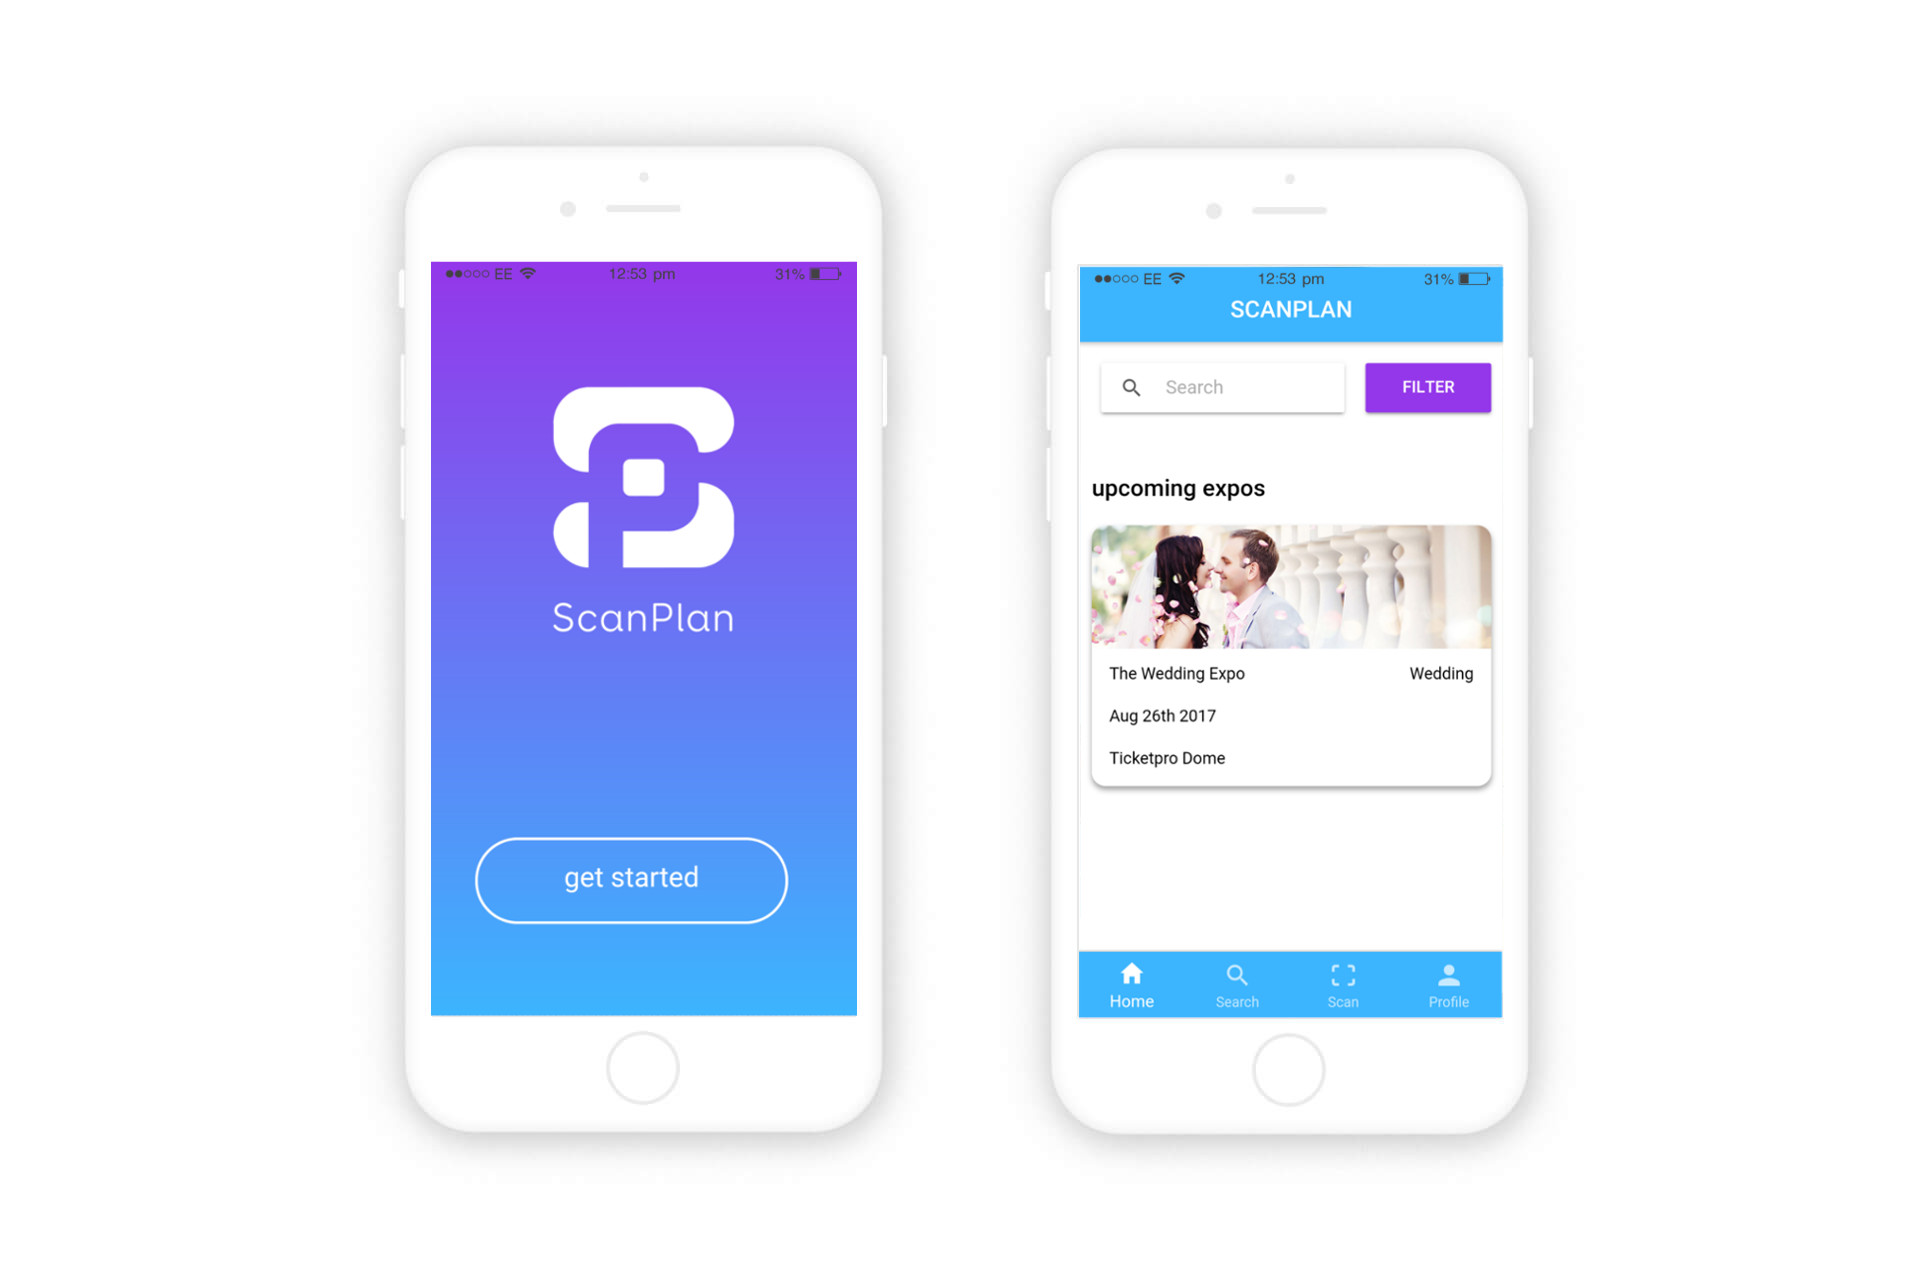 EE 12:53 pm 31%
ScanPlan
get started
EE 12:53 pm 31%
SCANPLAN
Search FILTER
upcoming expos
The Wedding Expo Wedding
Aug 26th 2017
Ticketpro Dome
Home Search Scan Profile